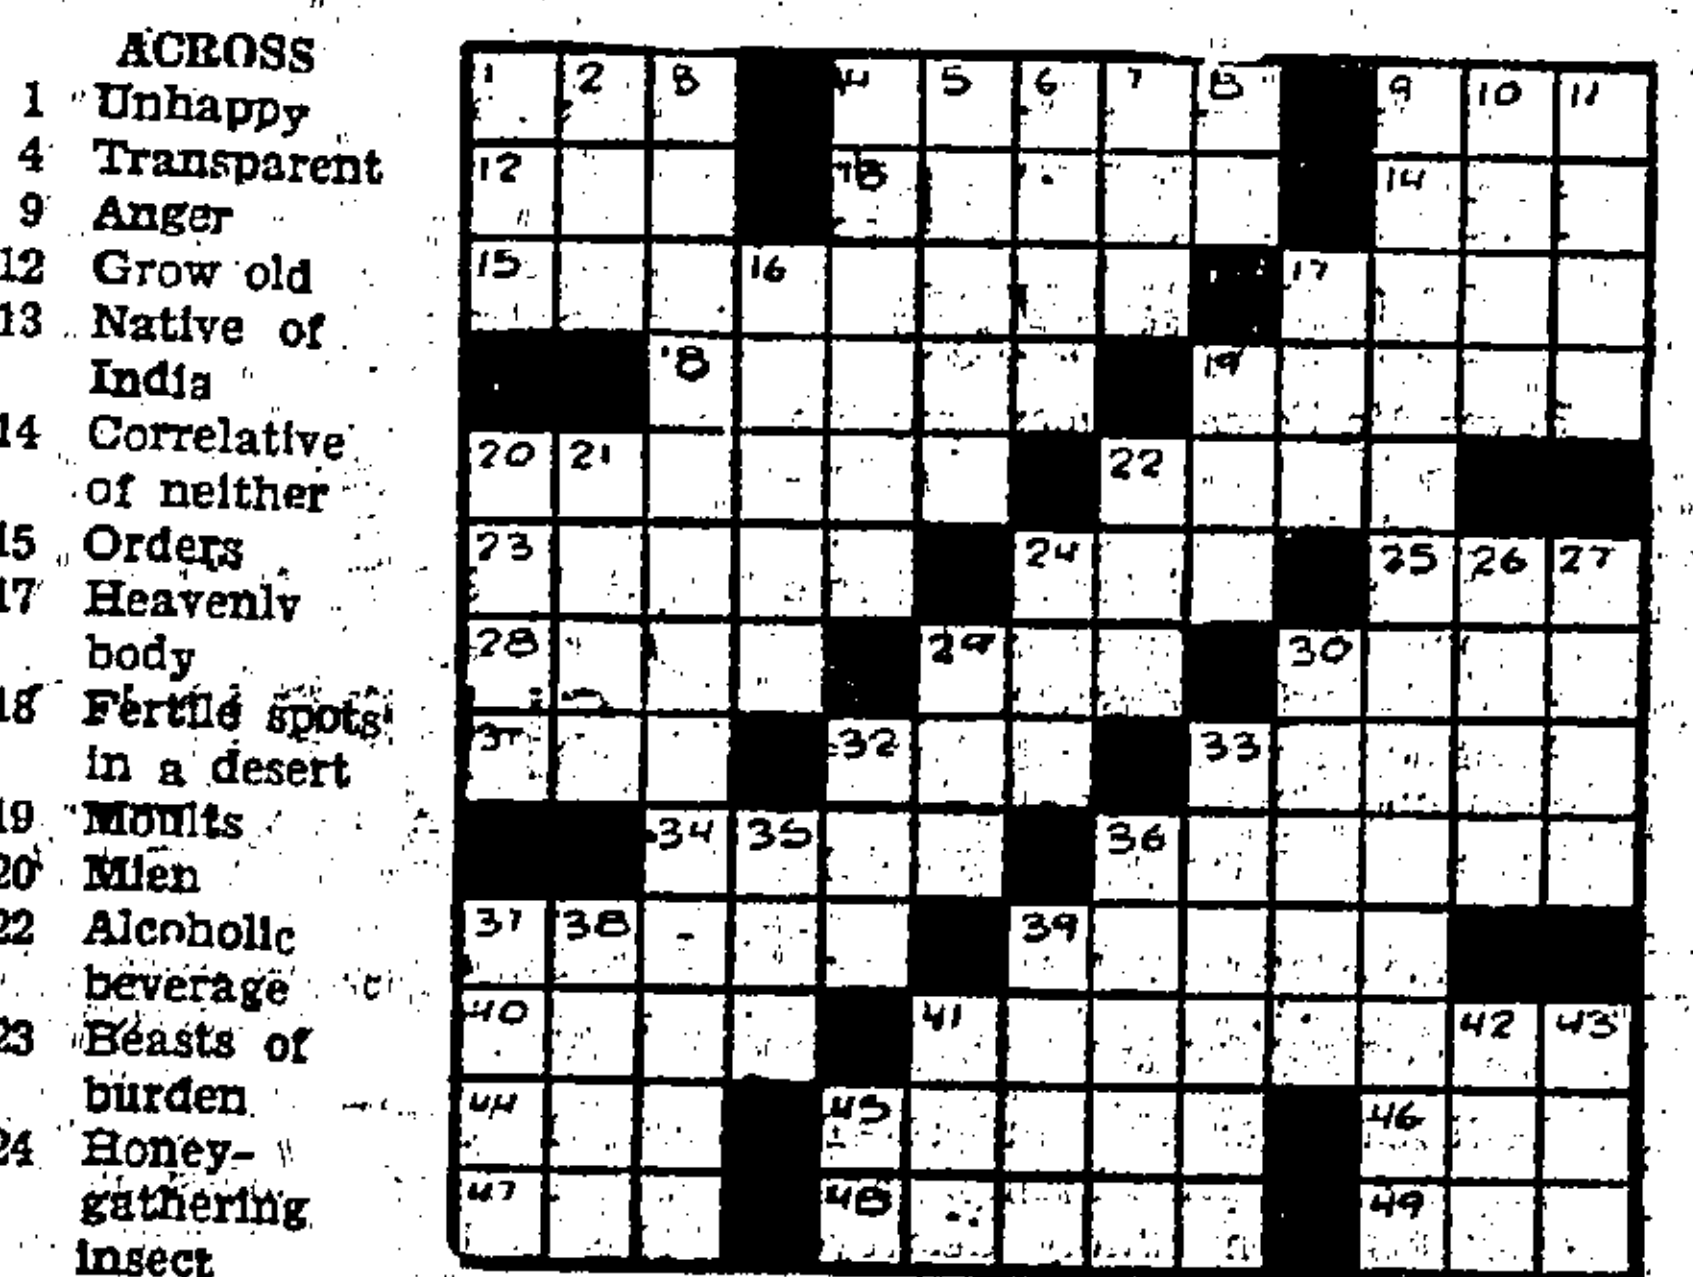 ACROSS
1 Unhappy
4 Transparent
9 Anger
12 Grow old
13 Native of
India
14 Correlative
of neither
15 Orders
17 Heavenly
body
18 Fertile spots
in a desert
19 Moults
20 Mien
22 Alcoholic
beverage
23 Beasts of
burden
24 Honey-
gathering
insect
1 2 3 4 5 6 7 8 9 10 11
12 13 14
15 16 17
18 19
20 21 22
23 24 25 26 27
28 29 30
31 32 33
34 35 36
37 38 39
40 41 42 43
44 45 46
47 48 49